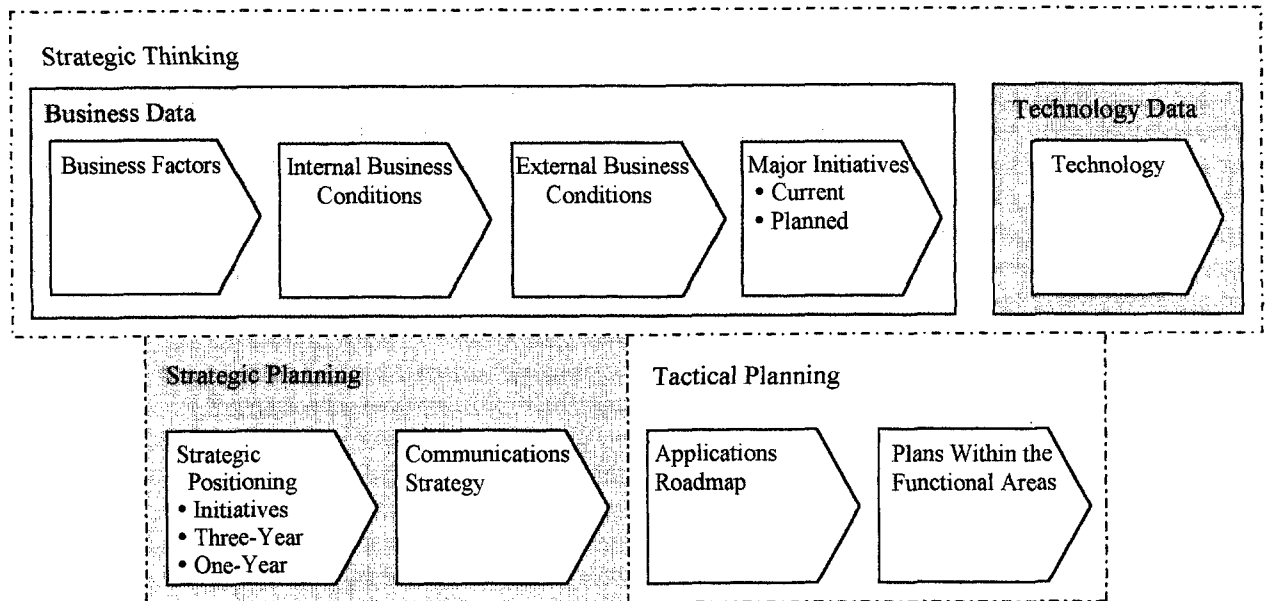 Strategic Thinking
Business Data
Business Factors
Internal Business
Conditions
External Business
Conditions
Major Initiatives
• Current
• Planned
Technology Data
Technology
Strategic Planning
Strategic
Positioning
• Initiatives
• Three-Year
• One-Year
Communications
Strategy
Tactical Planning
Applications
Roadmap
Plans Within the
Functional Areas